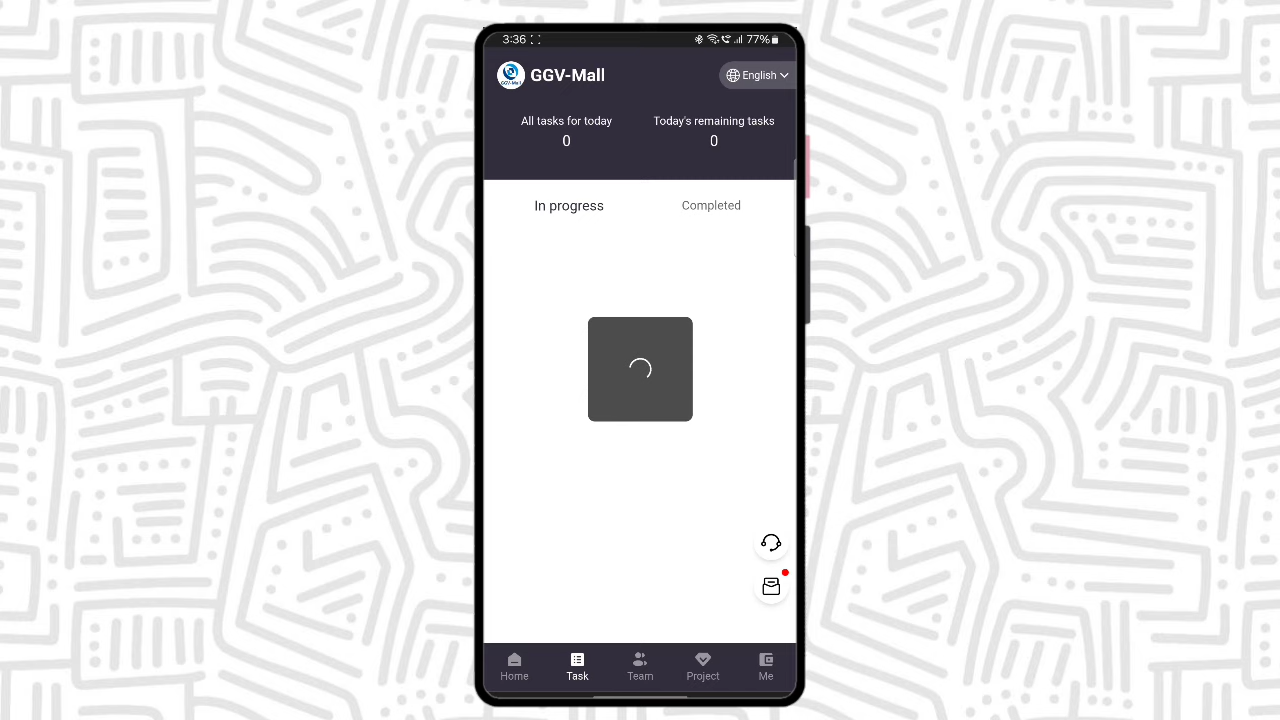 3:36 77%
GGV-Mall English
All tasks for today Today's remaining tasks
0 0
In progress Completed
Home Task Team Project Me